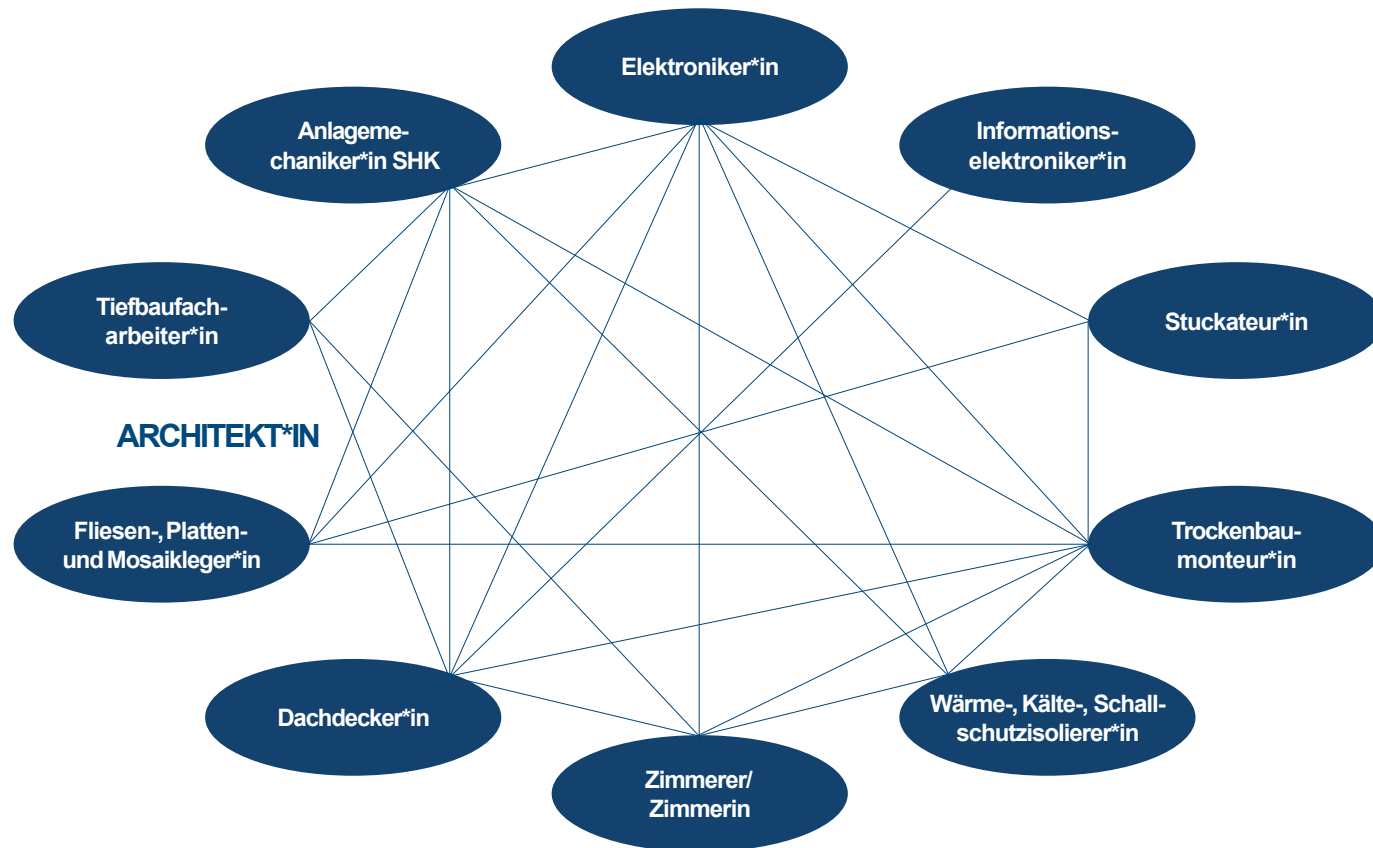 Elektroniker*in
Anlageme-
chaniker*in SHK
Informations-
elektroniker*in
Tiefbaufach-
arbeiter*in
Stuckateur*in
ARCHITEKT*IN
Fliesen-, Platten-
und Mosaikleger*in
Trockenbau-
monteur*in
Dachdecker*in
Wärme-, Kälte-, Schall-
schutzisolierer*in
Zimmerer/
Zimmerin